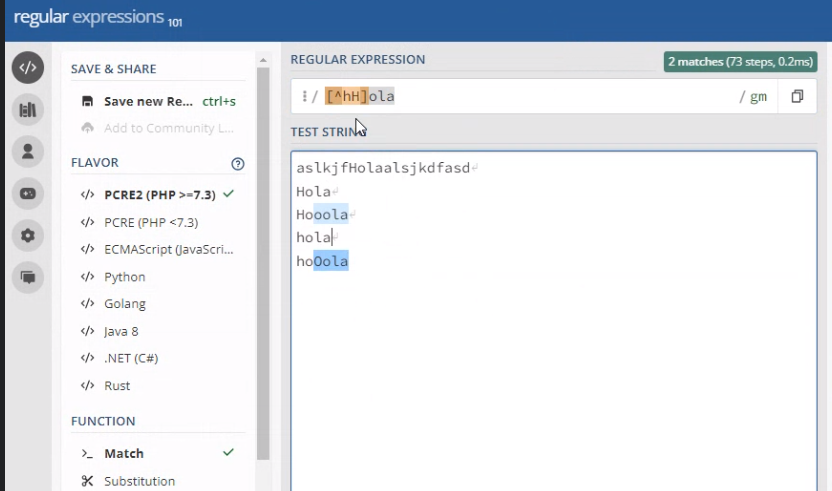 regular expressions 101
SAVE & SHARE
Save new Re... ctrl+s
Add to Community L...
FLAVOR
PCRE2 (PHP >=7.3)
PCRE (PHP <7.3)
ECMAScript (JavaScri...
Python
Golang
Java 8
.NET (C#)
Rust
FUNCTION
Match
Substitution
REGULAR EXPRESSION
2 matches (73 steps, 0.2ms)
/ [^hH]ola / gm
TEST STRING
aslkjfHolaalsjkdfasd
Hola
Hooola
hola
hoOola